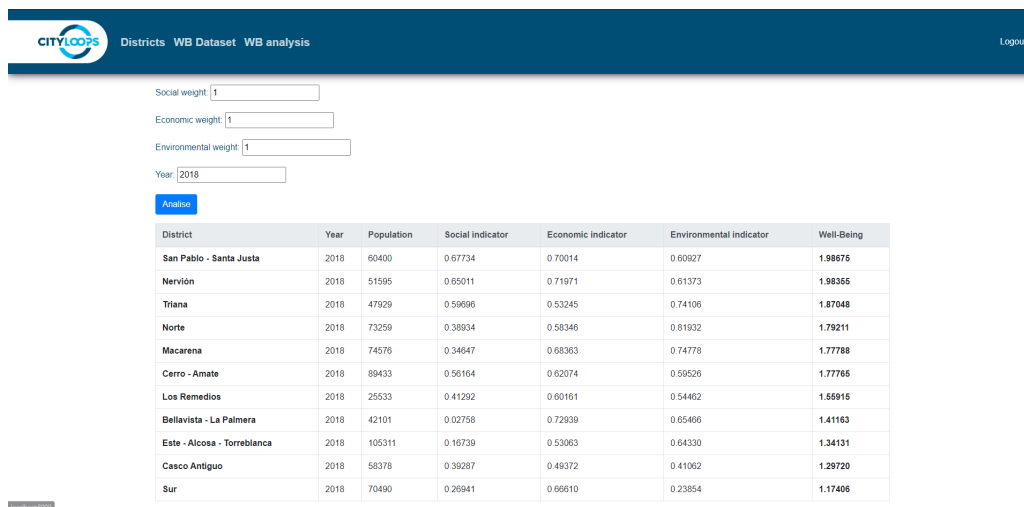 CITYLOOPS Districts WB Dataset WB analysis Logou
Social weight: 1
Economic weight: 1
Environmental weight: 1
Year: 2018
Analise
District Year Population Social indicator Economic indicator Environmental indicator Well-Being
San Pablo - Santa Justa 2018 60400 0.67734 0.70014 0.60927 1.98675
Nervión 2018 51595 0.65011 0.71971 0.61373 1.98355
Triana 2018 47929 0.59696 0.53245 0.74106 1.87048
Norte 2018 73259 0.38934 0.58346 0.81932 1.79211
Macarena 2018 74576 0.34647 0.68363 0.74778 1.77788
Cerro - Amate 2018 89433 0.56164 0.62074 0.59526 1.77765
Los Remedios 2018 25533 0.41292 0.60161 0.54462 1.55915
Bellavista - La Palmera 2018 42101 0.02758 0.72939 0.65466 1.41163
Este - Alcosa - Torreblanca 2018 105311 0.16739 0.53063 0.64330 1.34131
Casco Antiguo 2018 58378 0.39287 0.49372 0.41062 1.29720
Sur 2018 70490 0.26941 0.66610 0.23854 1.17406